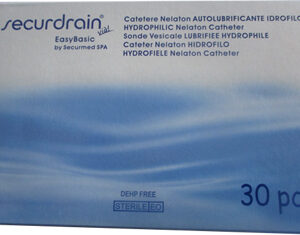 securdrain
vial
EasyBasic
by Securmed SPA
Catetere Nelaton AUTOLUBRIFICANTE IDROFILO
HYDROPHILIC Nelaton Catheter
Sonde Vesicale LUBRIFIEE HYDROPHILE
Cateter Nelaton HIDROFILO
HYDROFIELE Nelaton Catheter
DEHP FREE
STERILE EO
30 pc